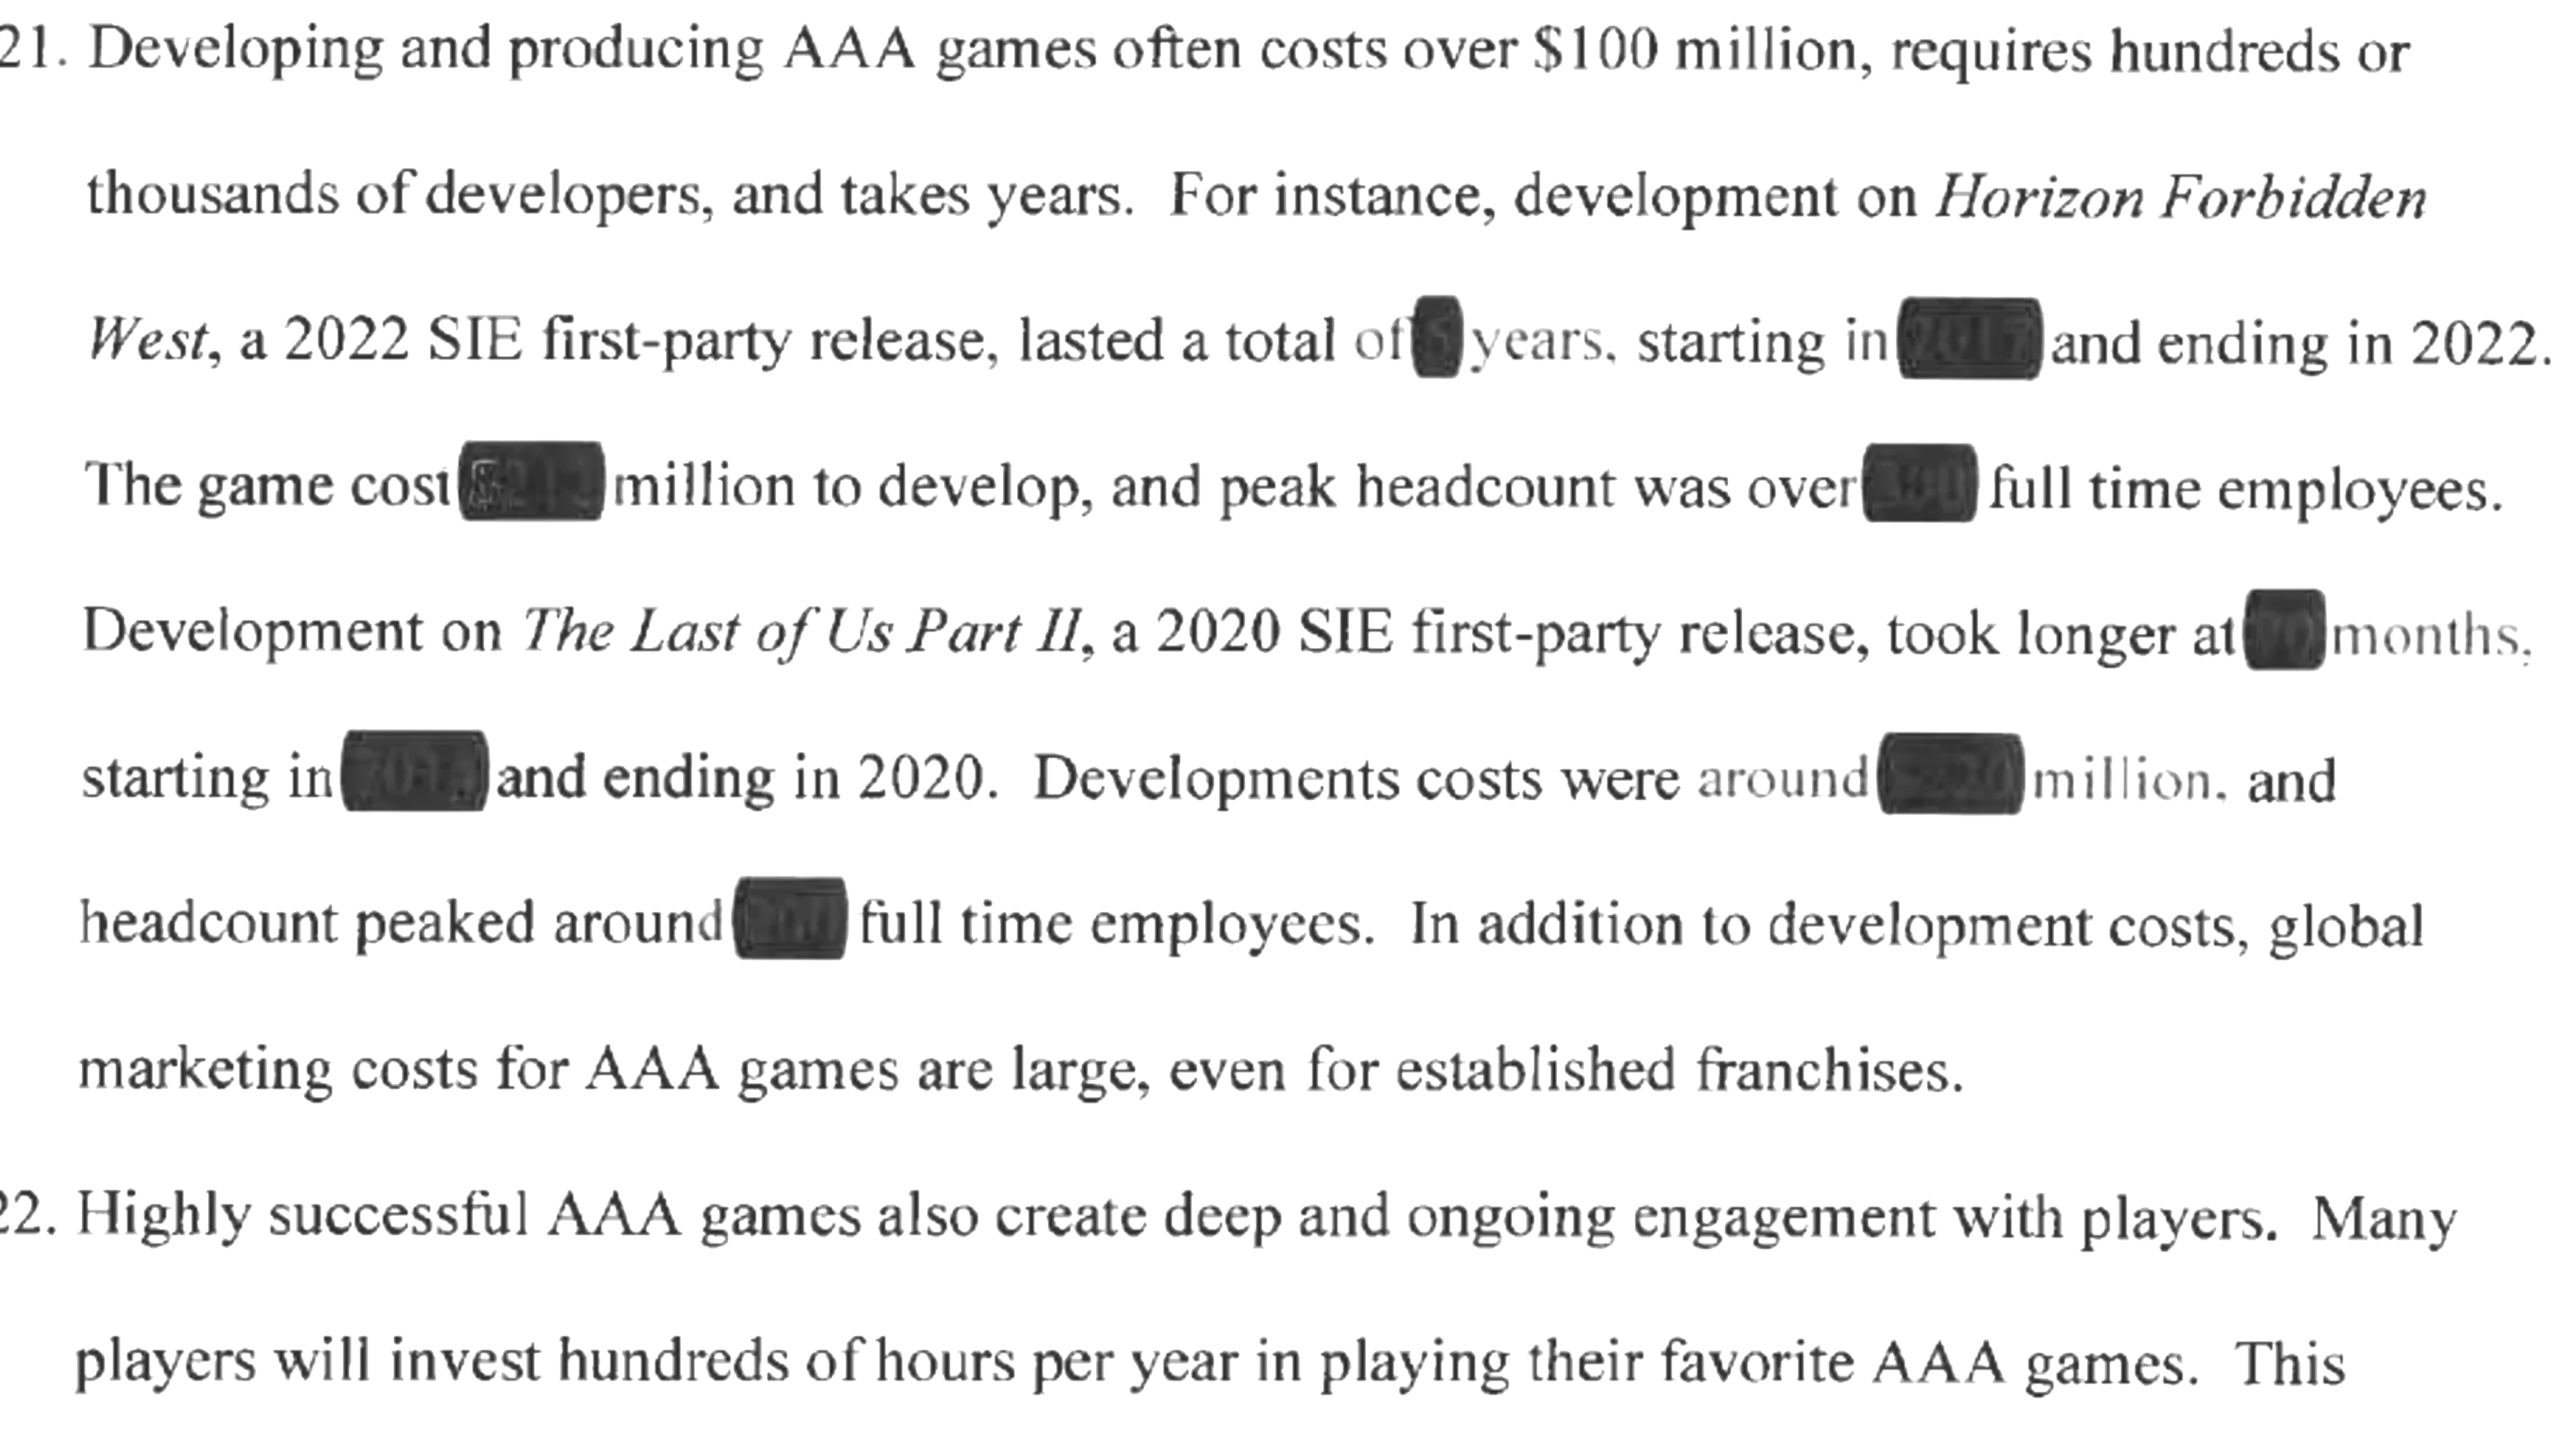 21. Developing and producing AAA games often costs over $100 million, requires hundreds or
thousands of developers, and takes years. For instance, development on Horizon Forbidden
West, a 2022 SIE first-party release, lasted a total of years, starting in and ending in 2022.
The game cost million to develop, and peak headcount was over full time employees.
Development on The Last of Us Part II, a 2020 SIE first-party release, took longer at months,
starting in and ending in 2020. Developments costs were around million, and
headcount peaked around full time employees. In addition to development costs, global
marketing costs for AAA games are large, even for established franchises.
22. Highly successful AAA games also create deep and ongoing engagement with players. Many
players will invest hundreds of hours per year in playing their favorite AAA games. This